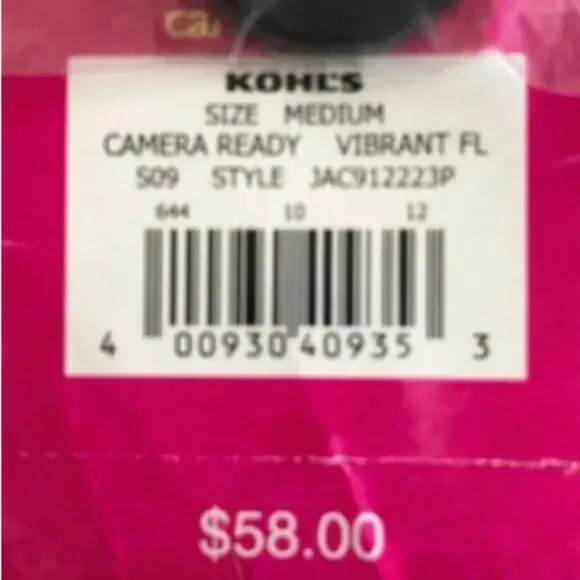 ca
KOHL'S
SIZE MEDIUM
CAMERA READY VIBRANT FL
S09 STYLE JAC912223P
644 10 12
4 00930 40935 3
$58.00